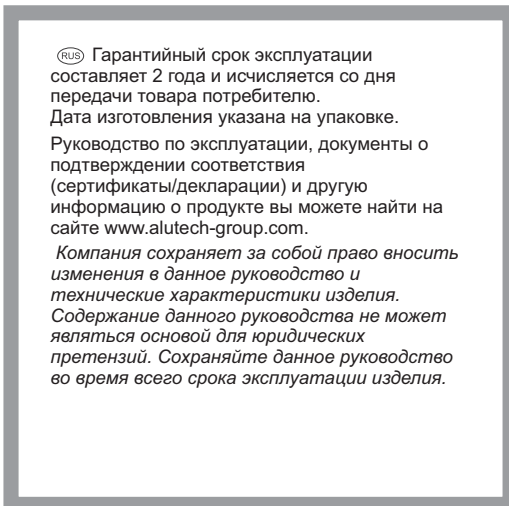 RUS Гарантийный срок эксплуатации
составляет 2 года и исчисляется со дня
передачи товара потребителю.
Дата изготовления указана на упаковке.
Руководство по эксплуатации, документы о
подтверждении соответствия
(сертификаты/декларации) и другую
информацию о продукте вы можете найти на
сайте www.alutech-group.com.
Компания сохраняет за собой право вносить
изменения в данное руководство и
технические характеристики изделия.
Содержание данного руководства не может
являться основой для юридических
претензий. Сохраняйте данное руководство
во время всего срока эксплуатации изделия.